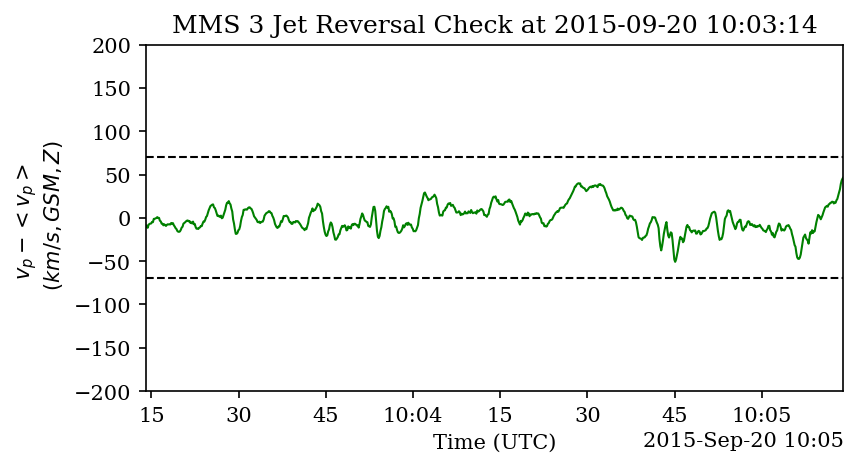 MMS 3 Jet Reversal Check at 2015-09-20 10:03:14
v_p − < v_p >
(km/s, GSM, Z)
200
150
100
50
0
−50
−100
−150
−200
15 30 45 10:04 15 30 45 10:05
Time (UTC) 2015-Sep-20 10:05